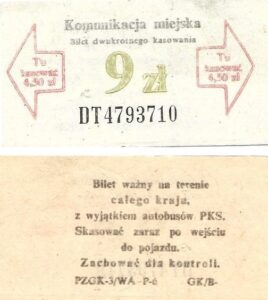 Komunikacja miejska
Bilet dwukrotnego kasowania
Tu
kasować
4,50 zł
9 zł
Tu
kasować
4,50 zł
DT4793710
Bilet ważny na terenie
całego kraju,
z wyjątkiem autobusów PKS.
Skasować zaraz po wejściu
do pojazdu.
Zachować dla kontroli.
PZGK-3/WA P-6 GK/B-